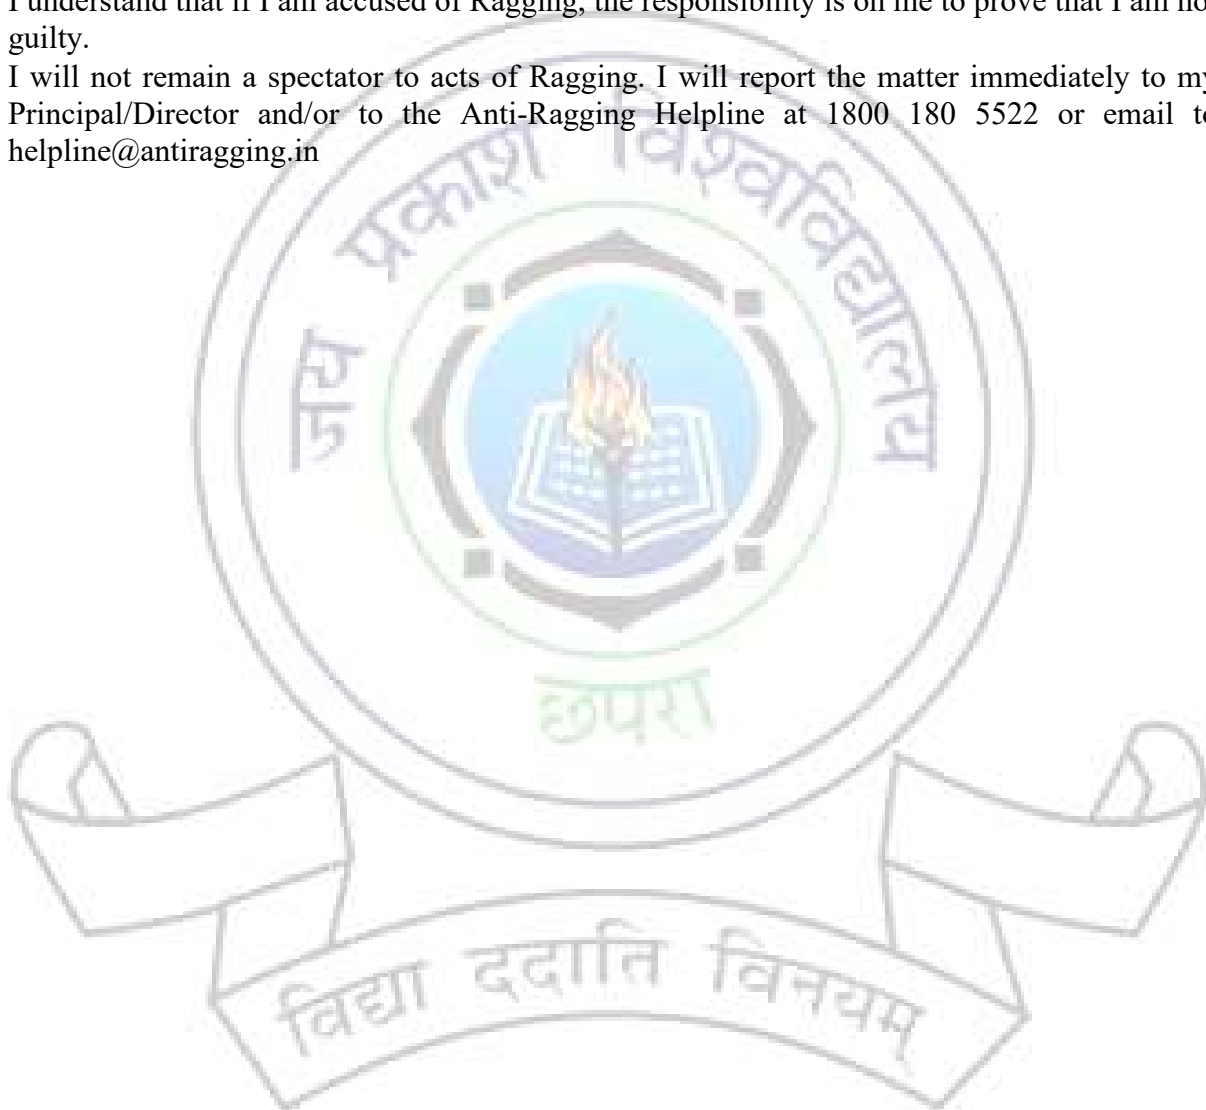 I understand that if I am accused of Ragging, the responsibility is on me to prove that I am no
guilty.
I will not remain a spectator to acts of Ragging. I will report the matter immediately to my
Principal/Director and/or to the Anti-Ragging Helpline at 1800 180 5522 or email to
helpline@antiragging.in
जय प्रकाश विश्वविद्यालय
छपरा
विद्या ददाति विनयम्